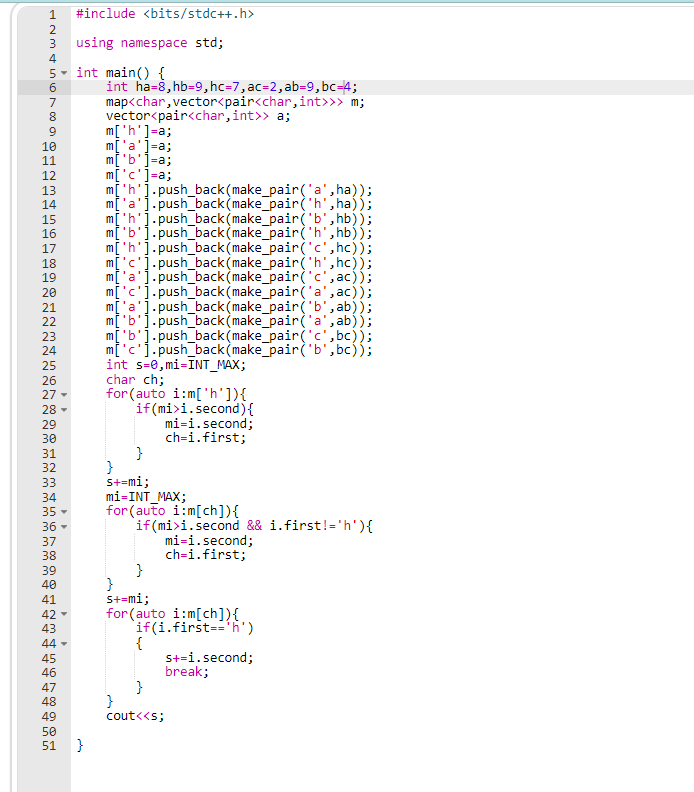 1 #include <bits/stdc++.h>
2
3 using namespace std;
4
5 int main() {
6     int ha=8,hb=9,hc=7,ac=2,ab=9,bc=4;
7     map<char,vector<pair<char,int>>> m;
8     vector<pair<char,int>> a;
9     m['h']=a;
10     m['a']=a;
11     m['b']=a;
12     m['c']=a;
13     m['h'].push_back(make_pair('a',ha));
14     m['a'].push_back(make_pair('h',ha));
15     m['h'].push_back(make_pair('b',hb));
16     m['b'].push_back(make_pair('h',hb));
17     m['h'].push_back(make_pair('c',hc));
18     m['c'].push_back(make_pair('h',hc));
19     m['a'].push_back(make_pair('c',ac));
20     m['c'].push_back(make_pair('a',ac));
21     m['a'].push_back(make_pair('b',ab));
22     m['b'].push_back(make_pair('a',ab));
23     m['b'].push_back(make_pair('c',bc));
24     m['c'].push_back(make_pair('b',bc));
25     int s=0,mi=INT_MAX;
26     char ch;
27     for(auto i:m['h']){
28         if(mi>i.second){
29             mi=i.second;
30             ch=i.first;
31         }
32     }
33     s+=mi;
34     mi=INT_MAX;
35     for(auto i:m[ch]){
36         if(mi>i.second && i.first!='h'){
37             mi=i.second;
38             ch=i.first;
39         }
40     }
41     s+=mi;
42     for(auto i:m[ch]){
43         if(i.first=='h')
44         {
45             s+=i.second;
46             break;
47         }
48     }
49     cout<<s;
50
51 }